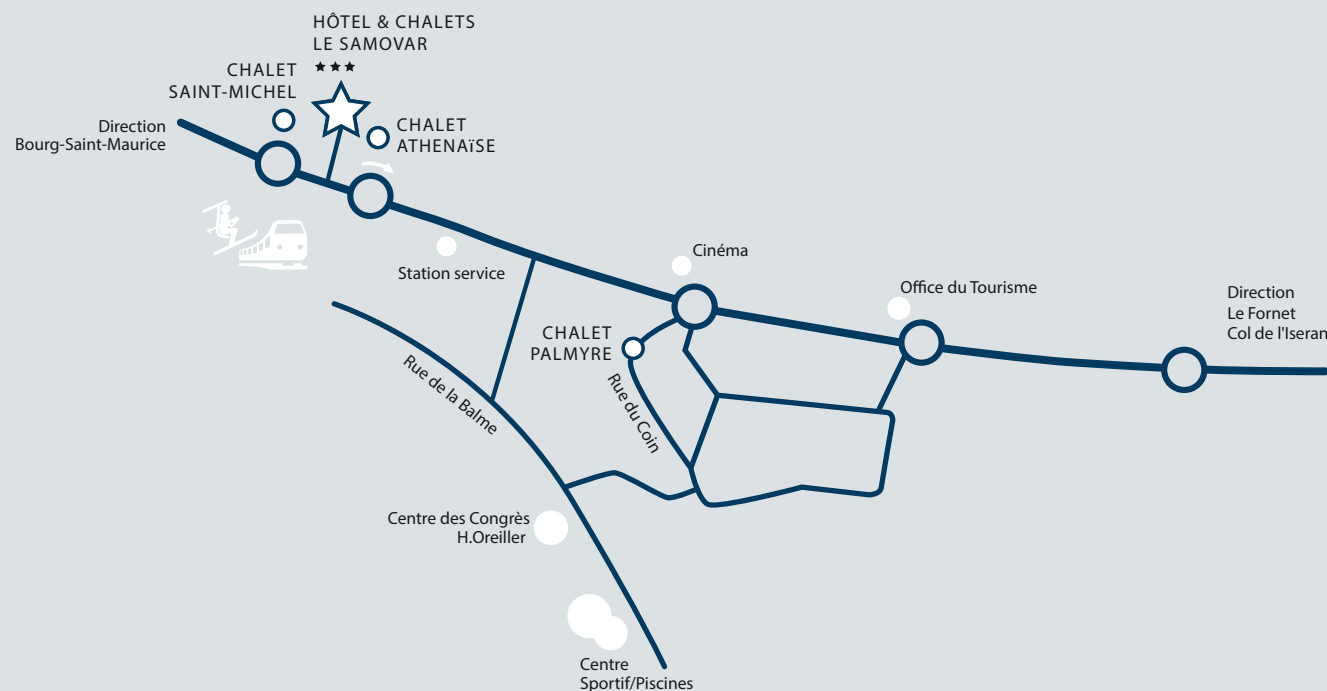 HÔTEL & CHALETS
LE SAMOVAR
CHALET
SAINT-MICHEL
CHALET
ATHENAïSE
Direction
Bourg-Saint-Maurice
Station service
Cinéma
Office du Tourisme
Direction
Le Fornet
Col de l'Iseran
CHALET
PALMYRE
Rue de la Balme
Rue du Coin
Centre des Congrès
H.Oreiller
Centre
Sportif/Piscines